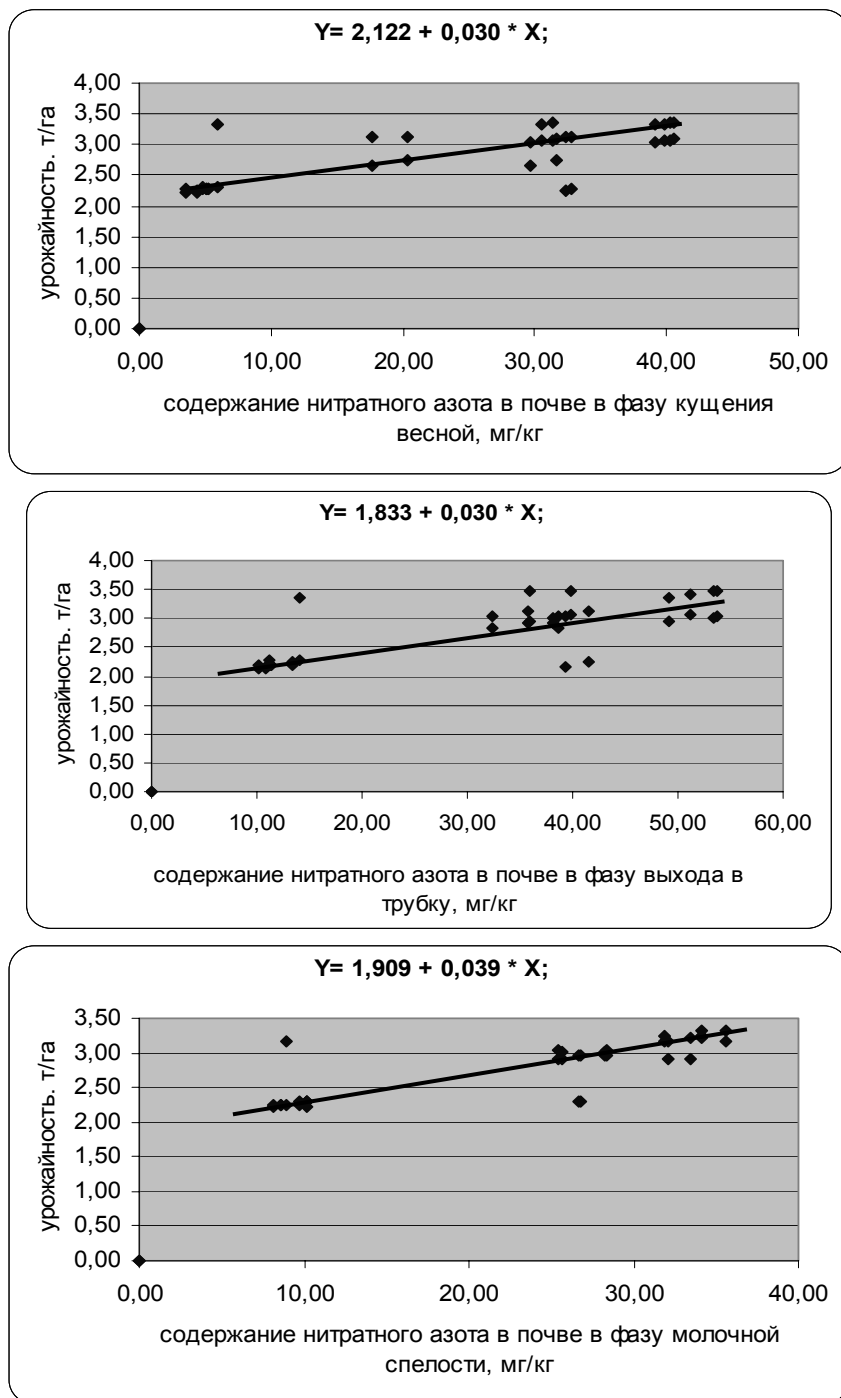 Y= 2,122 + 0,030 * X;
4,00
3,50
3,00
2,50
2,00
1,50
1,00
0,50
0,00
урожайность. т/га
0,00 10,00 20,00 30,00 40,00 50,00
содержание нитратного азота в почве в фазу кущения
весной, мг/кг
Y= 1,833 + 0,030 * X;
4,00
3,50
3,00
2,50
2,00
1,50
1,00
0,50
0,00
урожайность. т/га
0,00 10,00 20,00 30,00 40,00 50,00 60,00
содержание нитратного азота в почве в фазу выхода в
трубку, мг/кг
Y= 1,909 + 0,039 * X;
3,50
3,00
2,50
2,00
1,50
1,00
0,50
0,00
урожайность. т/га
0,00 10,00 20,00 30,00 40,00
содержание нитратного азота в почве в фазу молочной
спелости, мг/кг